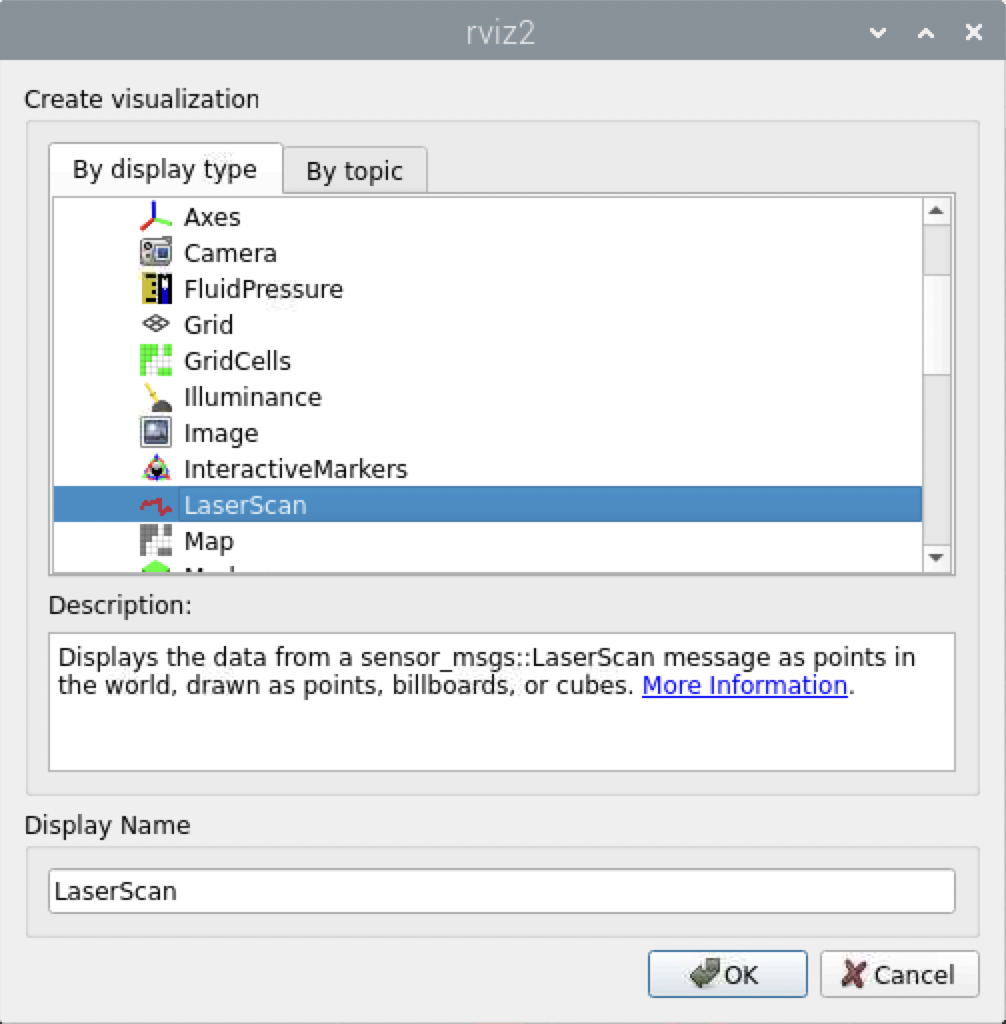 rviz2
Create visualization
By display type
By topic
Axes
Camera
FluidPressure
Grid
GridCells
Illuminance
Image
InteractiveMarkers
LaserScan
Map
Description:
Displays the data from a sensor_msgs::LaserScan message as points in
the world, drawn as points, billboards, or cubes. More Information.
Display Name
LaserScan
OK
Cancel